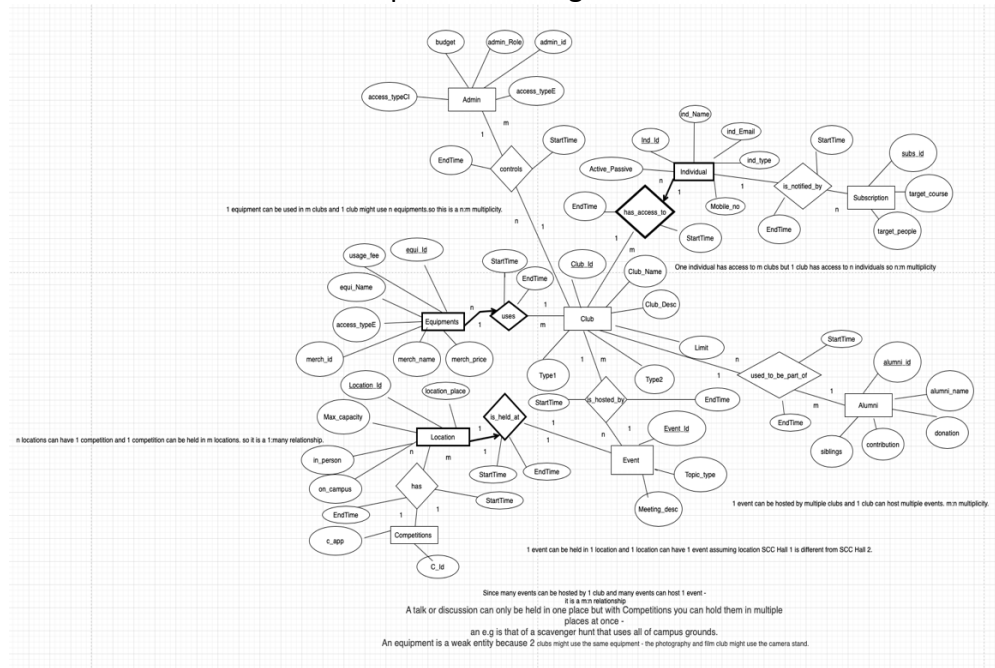 budget
admin_Role
admin_id
access_typeCl
Admin
access_typeE
m
1
StartTime
EndTime
controls
n
1
ind_Name
ind_Email
Ind_Id
StartTime
subs_id
Active_Passive
Individual
ind_type
n
1
1
is_notified_by
Subscription
target_course
n
EndTime
has_access_to
Mobile_no
EndTime
target_people
StartTime
1
m
1 equipment can be used in m clubs and 1 club might use n equipments.so this is a n:m multiplicity.
One individual has access to m clubs but 1 club has access to n individuals so n:m multiplicity
usage_fee
equi_Id
StartTime
EndTime
Club_Id
Club_Name
equi_Name
Club_Desc
access_typeE
Equipments
n
1
uses
1
m
Club
merch_id
merch_name
merch_price
Limit
StartTime
Type1
1
m
Type2
n
1
used_to_be_part_of
alumni_id
1
m
Alumni
alumni_name
donation
contribution
siblings
EndTime
Location_Id
location_place
StartTime
is_hosted_by
EndTime
Max_capacity
is_held_at
n
1
Event_Id
n locations can have 1 competition and 1 competition can be held in m locations. so it is a 1:many relationship.
Location
1
1
1
1
Event
in_person
n
m
StartTime
EndTime
Topic_type
on_campus
has
StartTime
Meeting_desc
EndTime
1
1
1 event can be hosted by multiple clubs and 1 club can host multiple events. m:n multiplicity.
c_app
Competitions
C_Id
1 event can be held in 1 location and 1 location can have 1 event assuming location SCC Hall 1 is different from SCC Hall 2.
Since many events can be hosted by 1 club and many events can host 1 event -
it is a m:n relationship
A talk or discussion can only be held in one place but with Competitions you can hold them in multiple
places at once -
an e.g is that of a scavenger hunt that uses all of campus grounds.
An equipment is a weak entity because 2 clubs might use the same equipment - the photography and film club might use the camera stand.